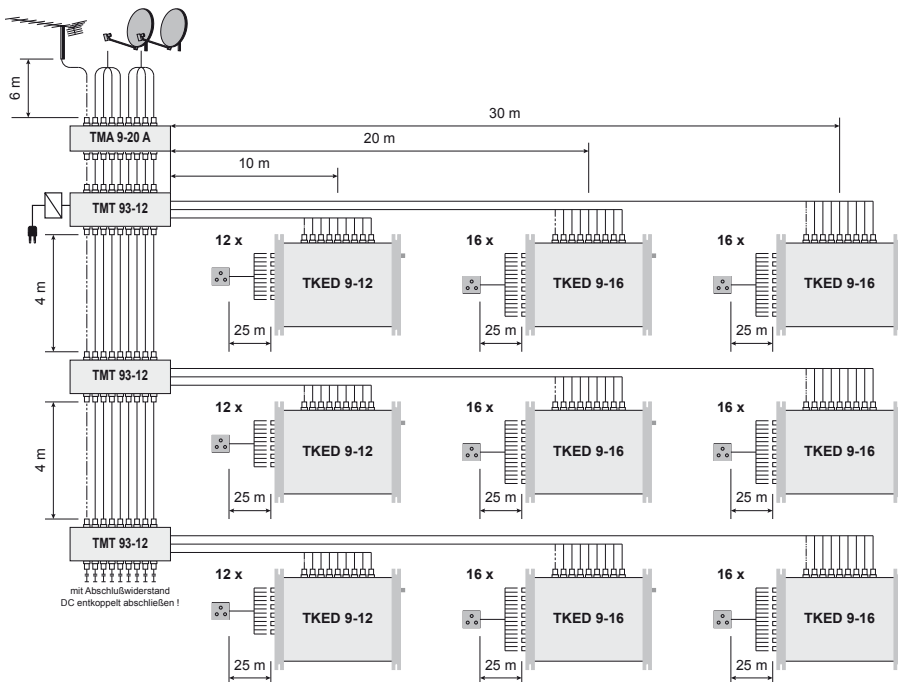 6 m
TMA 9-20 A
30 m
20 m
10 m
TMT 93-12
12 x
16 x
16 x
TKED 9-12
TKED 9-16
TKED 9-16
4 m
25 m
25 m
25 m
TMT 93-12
12 x
16 x
16 x
TKED 9-12
TKED 9-16
TKED 9-16
4 m
25 m
25 m
25 m
TMT 93-12
mit Abschlußwiderstand
DC entkoppelt abschließen !
12 x
16 x
16 x
TKED 9-12
TKED 9-16
TKED 9-16
25 m
25 m
25 m